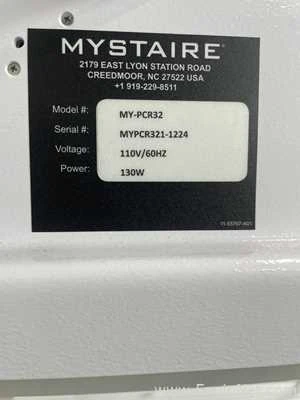 MYSTAIRE®
2179 EAST LYON STATION ROAD
CREEDMOOR, NC 27522 USA
+1 919-229-8511
Model #: MY-PCR32
Serial #: MYPCR321-1224
Voltage: 110V/60HZ
Power: 130W